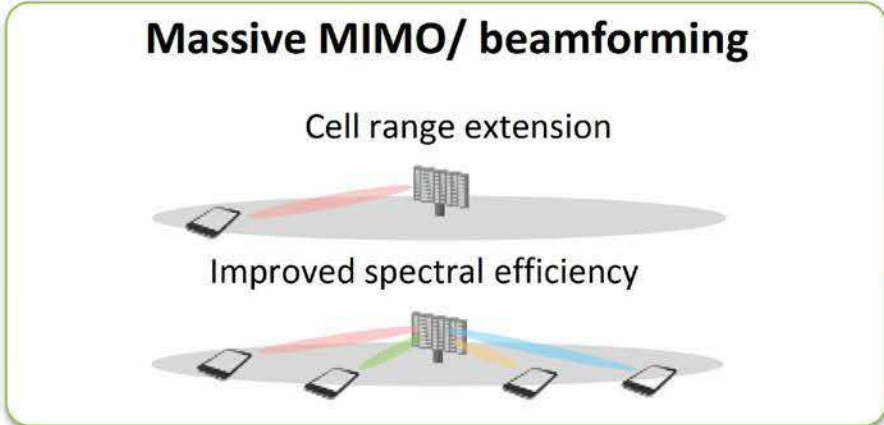 Massive MIMO/ beamforming
Cell range extension
Improved spectral efficiency